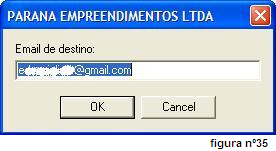 PARANA EMPREENDIMENTOS LTDA
Email de destino:
@gmail.com
OK Cancel
figura nº35